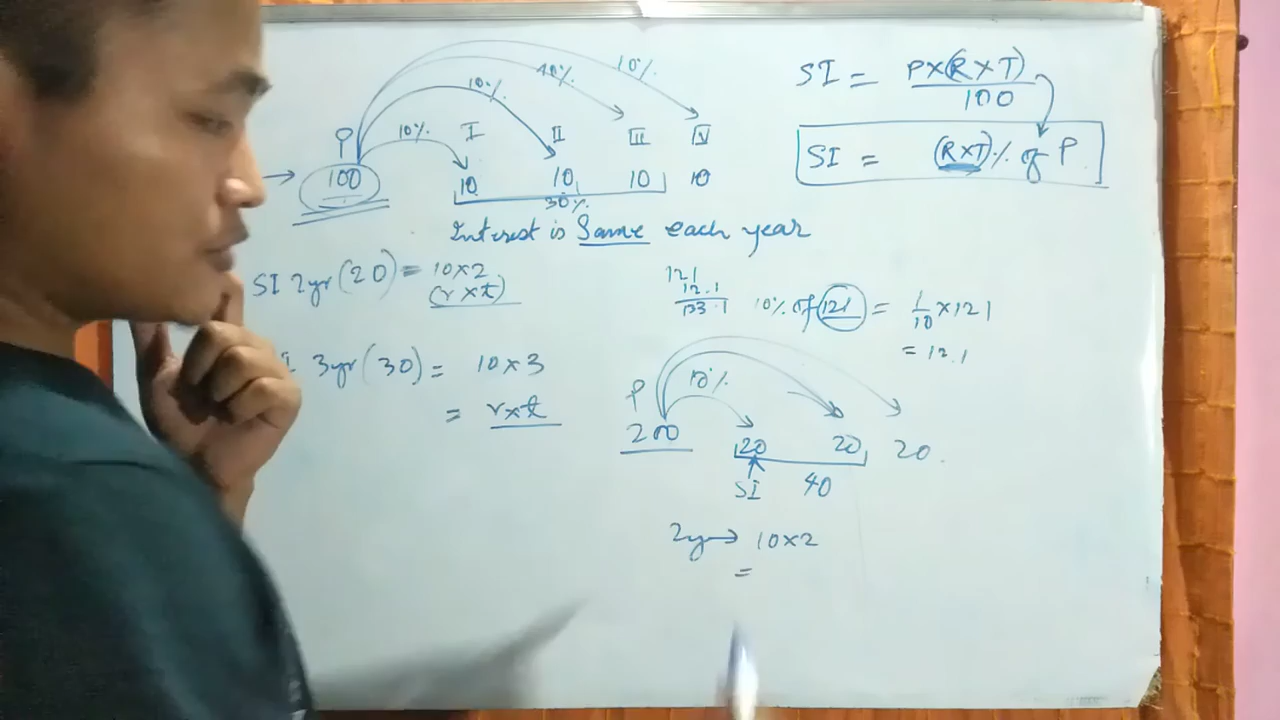 SI = P×(R×T)
100
SI = (R×T)% of P.
10% 10% 10% 10%
P I II III IV
100 10 10 10 10
30%
Interest is Same each year
SI 2yr (20) = 10×2
(r×t)
3yr (30) = 10×3
= r×t
121
12.1
133.1
10% of 121 = 1/10 ×121
= 12.1
P 10%
200 20 20 20.
SI 40
2yr → 10×2
=